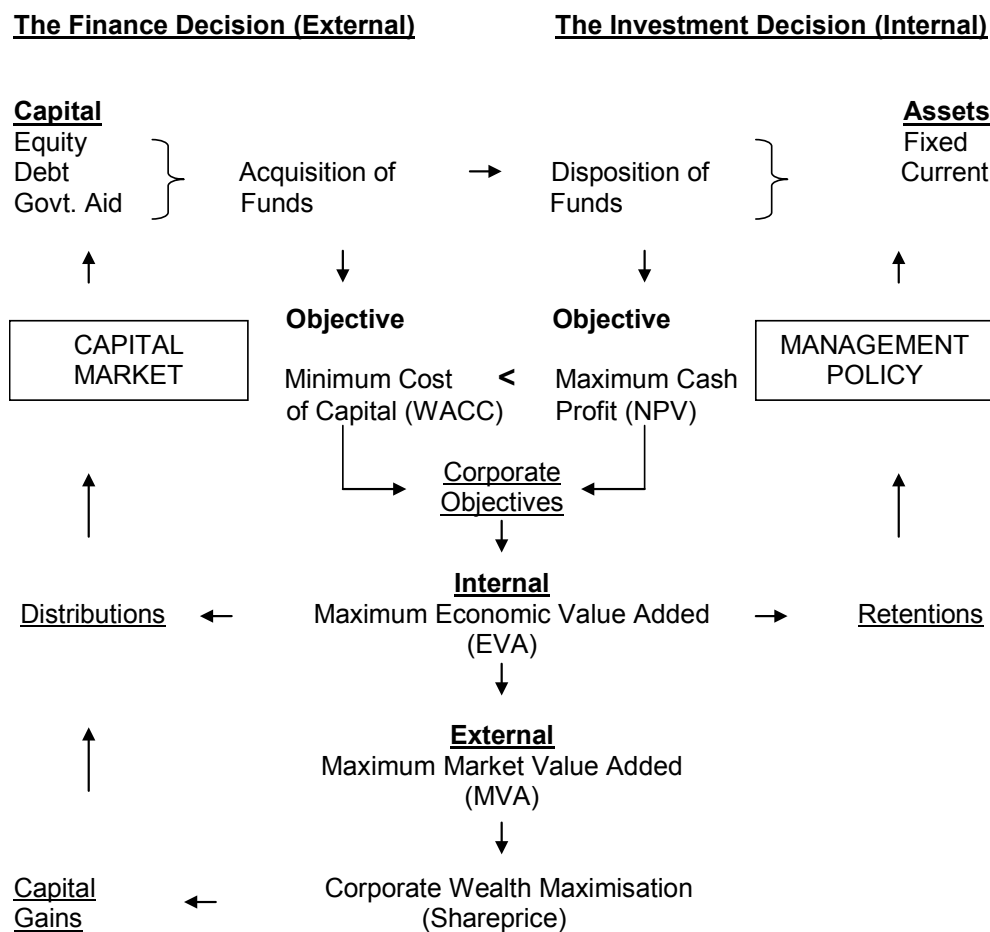 The Finance Decision (External)
The Investment Decision (Internal)
Capital
Equity
Debt
Govt. Aid
Acquisition of
Funds
Disposition of
Funds
Assets
Fixed
Current
CAPITAL
MARKET
Objective
Minimum Cost
of Capital (WACC)
<
Objective
Maximum Cash
Profit (NPV)
MANAGEMENT
POLICY
Corporate
Objectives
Distributions
Internal
Maximum Economic Value Added
(EVA)
Retentions
External
Maximum Market Value Added
(MVA)
Capital
Gains
Corporate Wealth Maximisation
(Shareprice)